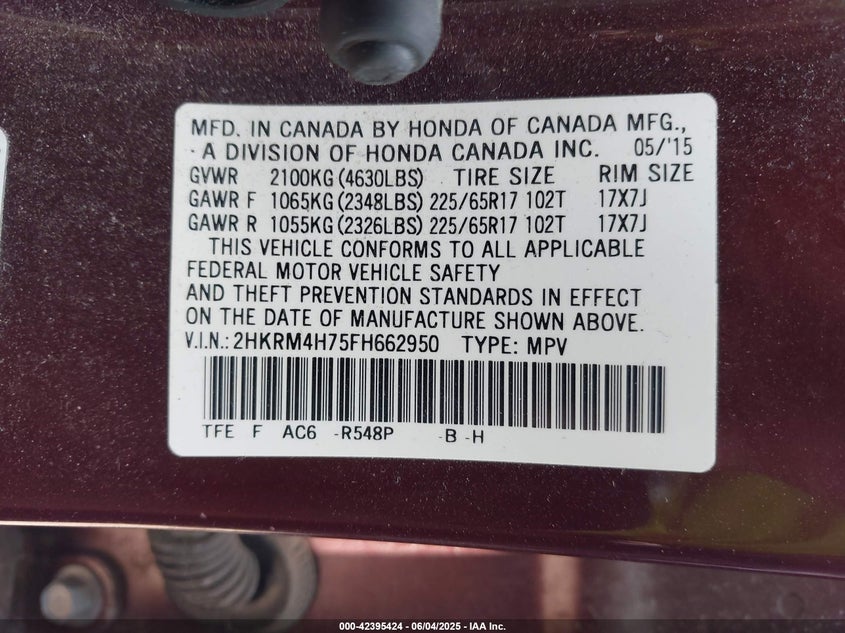 MFD. IN CANADA BY HONDA OF CANADA MFG.,
A DIVISION OF HONDA CANADA INC. 05/'15
GVWR 2100KG (4630LBS) TIRE SIZE RIM SIZE
GAWR F 1065KG (2348LBS) 225/65R17 102T 17X7J
GAWR R 1055KG (2326LBS) 225/65R17 102T 17X7J
THIS VEHICLE CONFORMS TO ALL APPLICABLE
FEDERAL MOTOR VEHICLE SAFETY
AND THEFT PREVENTION STANDARDS IN EFFECT
ON THE DATE OF MANUFACTURE SHOWN ABOVE.
V.I.N.: 2HKRM4H75FH662950 TYPE: MPV
TFE F AC6 -R548P -B -H
000-42395424 | 06/04/2025 - IAA Inc.